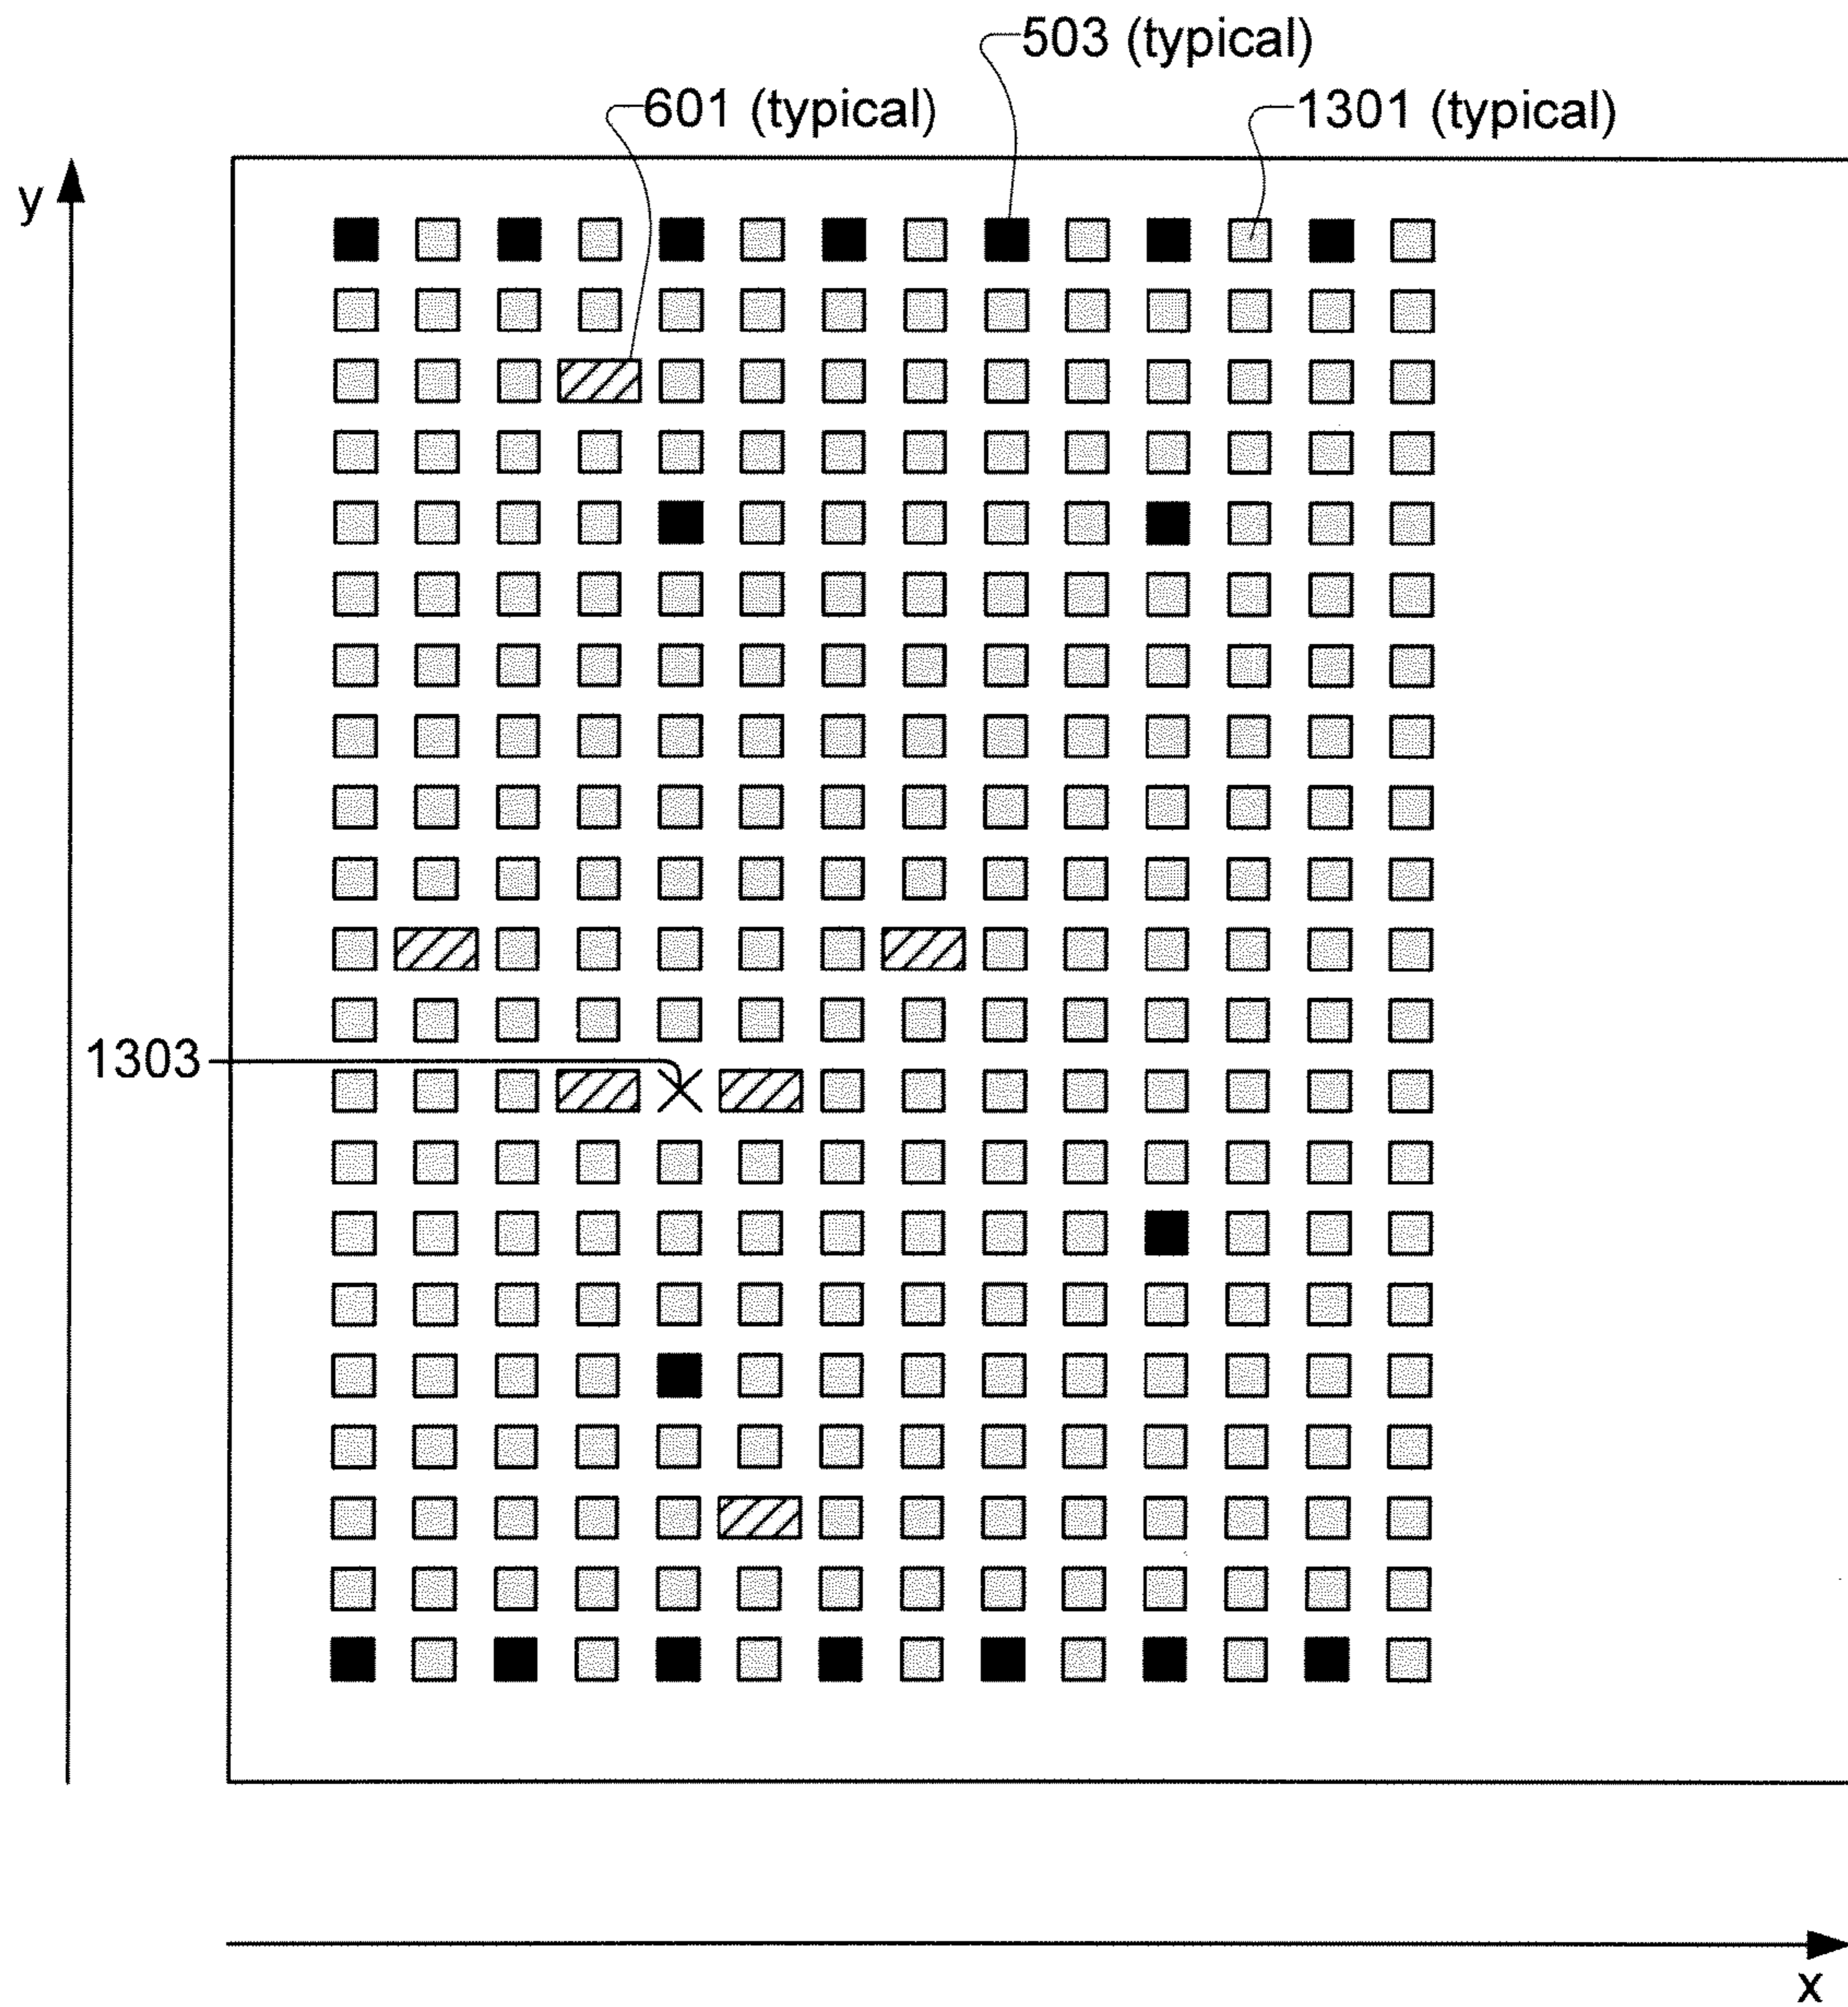 503 (typical)
601 (typical)
1301 (typical)
y
1303
x